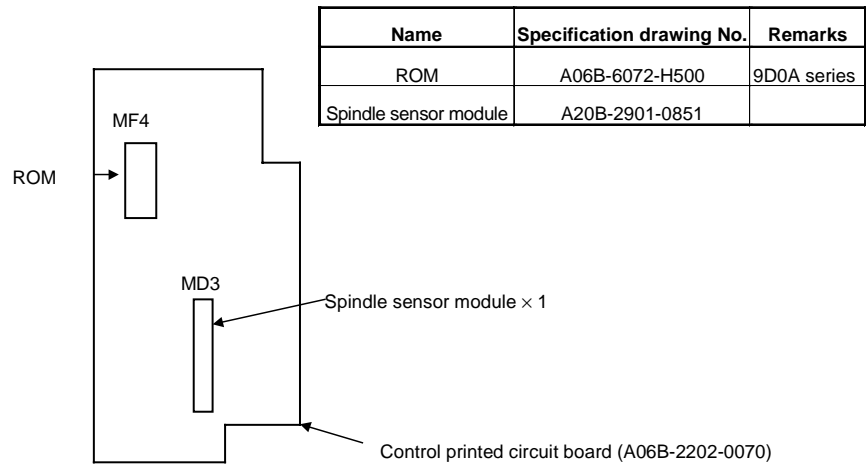 Name Specification drawing No. Remarks
ROM A06B-6072-H500 9D0A series
Spindle sensor module A20B-2901-0851
MF4
ROM
MD3
Spindle sensor module × 1
Control printed circuit board (A06B-2202-0070)